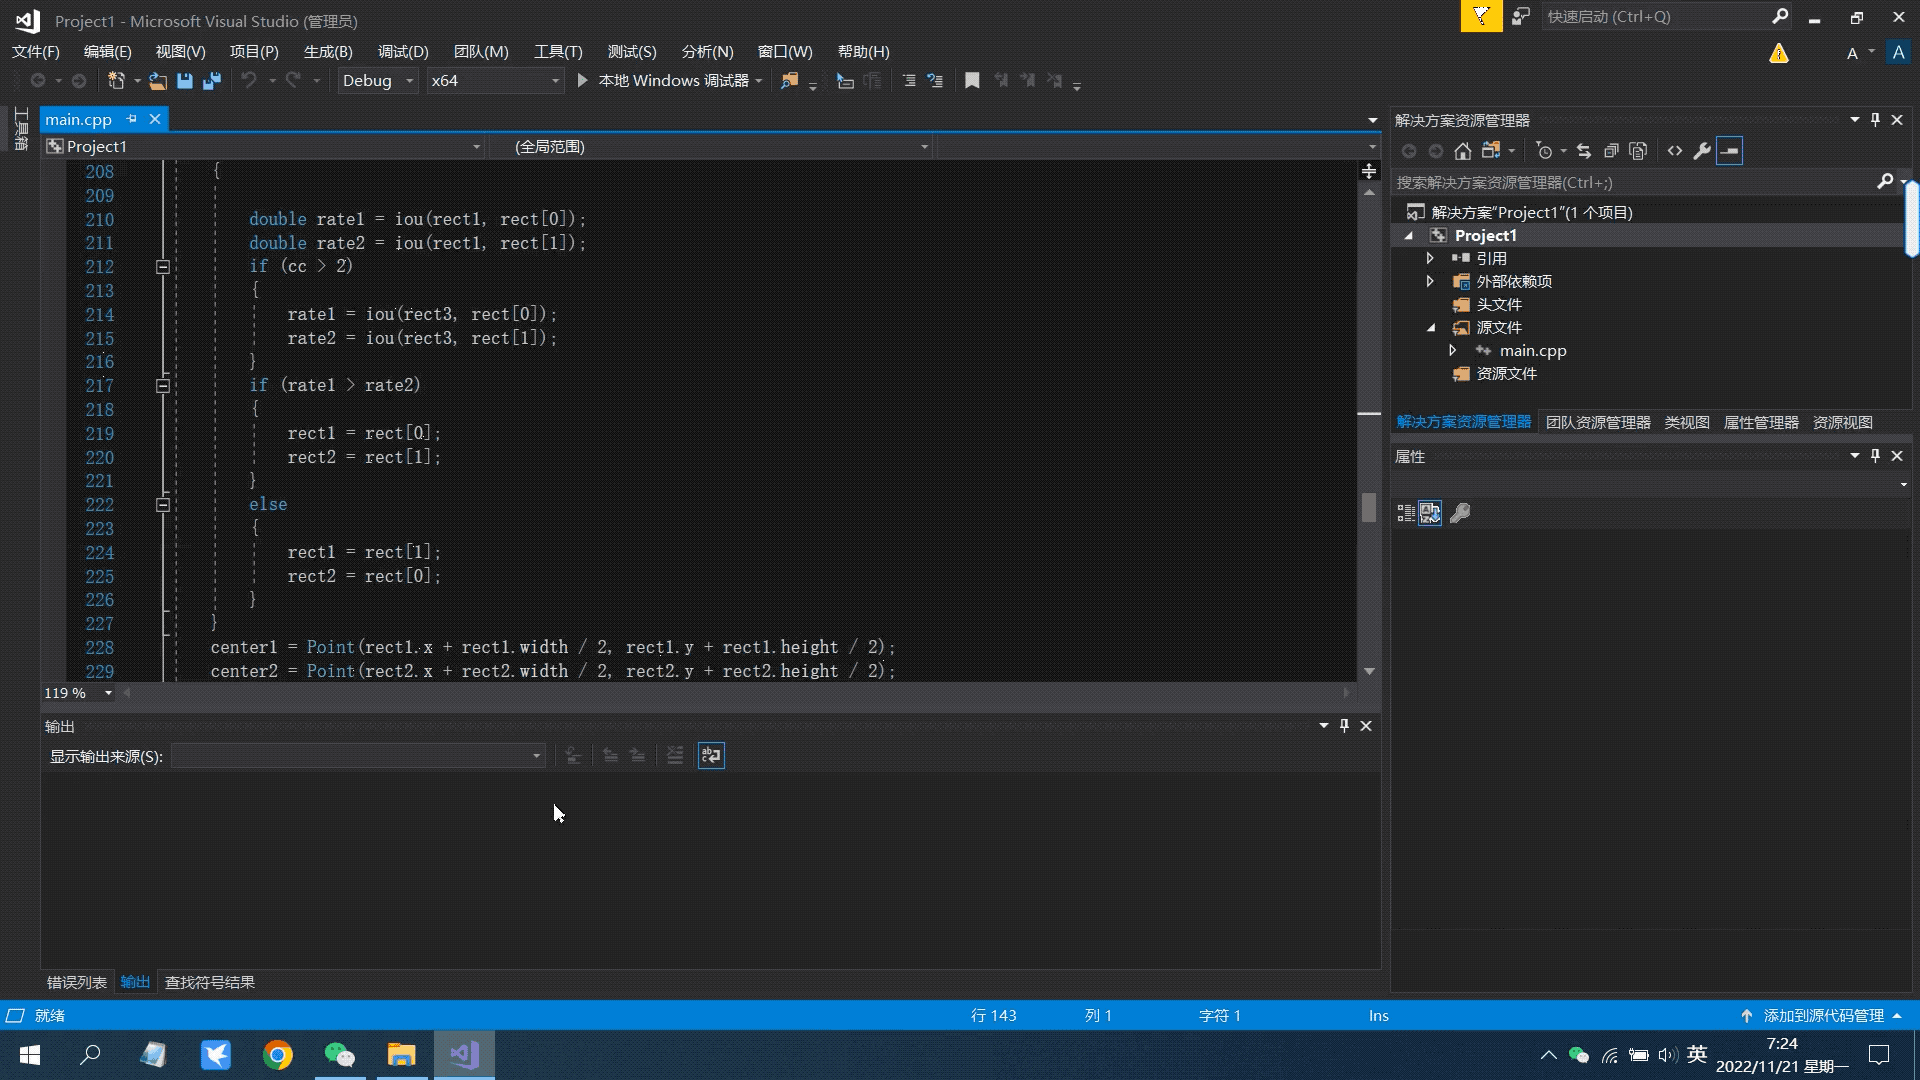 Project1 - Microsoft Visual Studio (管理员)
快速启动 (Ctrl+Q)
文件(F) 编辑(E) 视图(V) 项目(P) 生成(B) 调试(D) 团队(M) 工具(T) 测试(S) 分析(N) 窗口(W) 帮助(H)
A A
Debug x64 本地 Windows 调试器
工具箱
main.cpp
Project1 (全局范围)
208 {
209
210 double rate1 = iou(rect1, rect[0]);
211 double rate2 = iou(rect1, rect[1]);
212 if (cc > 2)
213 {
214 rate1 = iou(rect3, rect[0]);
215 rate2 = iou(rect3, rect[1]);
216 }
217 if (rate1 > rate2)
218 {
219 rect1 = rect[0];
220 rect2 = rect[1];
221 }
222 else
223 {
224 rect1 = rect[1];
225 rect2 = rect[0];
226 }
227 }
228 center1 = Point(rect1.x + rect1.width / 2, rect1.y + rect1.height / 2);
229 center2 = Point(rect2.x + rect2.width / 2, rect2.y + rect2.height / 2);
119 %
输出
显示输出来源(S):
错误列表 输出 查找符号结果
解决方案资源管理器
搜索解决方案资源管理器(Ctrl+;)
解决方案"Project1"(1 个项目)
Project1
引用
外部依赖项
头文件
源文件
main.cpp
资源文件
解决方案资源管理器 团队资源管理器 类视图 属性管理器 资源视图
属性
就绪 行 143 列 1 字符 1 Ins 添加到源代码管理
英
7:24
2022/11/21 星期一